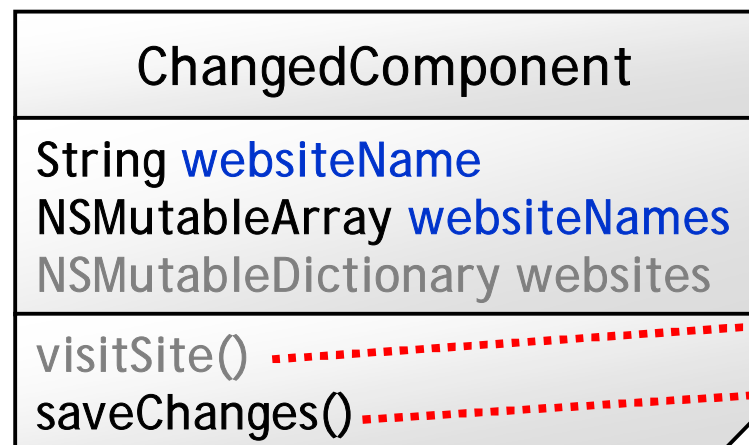 ChangedComponent
String websiteName
NSMutableArray websiteNames
NSMutableDictionary websites
visitSite()
saveChanges()